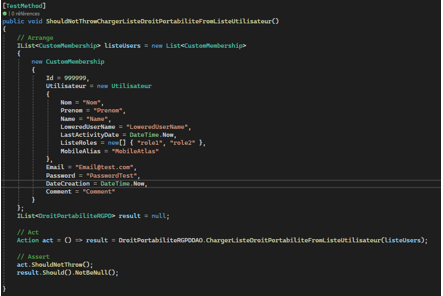 [TestMethod]
| 0 références
public void ShouldNotThrowChargerListeDroitPortabiliteFromListeUtilisateur()
{
// Arrange
IList<CustomMembership> listeUsers = new List<CustomMembership>
{
new CustomMembership
{
Id = 999999,
Utilisateur = new Utilisateur
{
Nom = "Nom",
Prenom = "Prenom",
Name = "Name",
LoweredUserName = "LoweredUserName",
LastActivityDate = DateTime.Now,
ListeRoles = new[] { "role1", "role2" },
MobileAlias = "MobileAtlas"
},
Email = "Email@test.com",
Password = "PasswordTest",
DateCreation = DateTime.Now,
Comment = "Comment"
}
};
IList<DroitPortabiliteRGPD> result = null;
// Act
Action act = () => result = DroitPortabiliteRGPDDAO.ChargerListeDroitPortabiliteFromListeUtilisateur(listeUsers);
// Assert
act.ShouldNotThrow();
result.Should().NotBeNull();
}